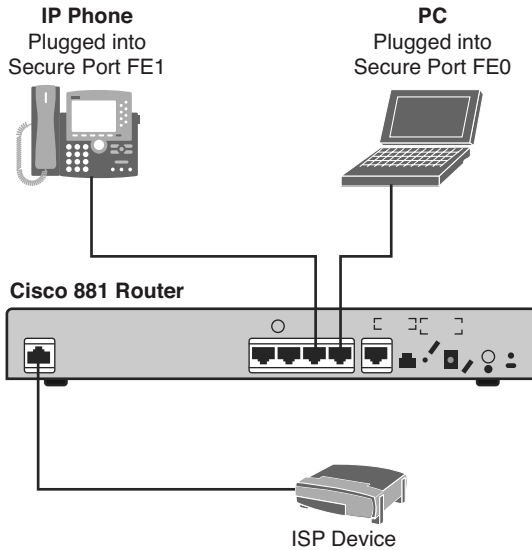 IP Phone
Plugged into
Secure Port FE1
PC
Plugged into
Secure Port FE0
Cisco 881 Router
ISP Device